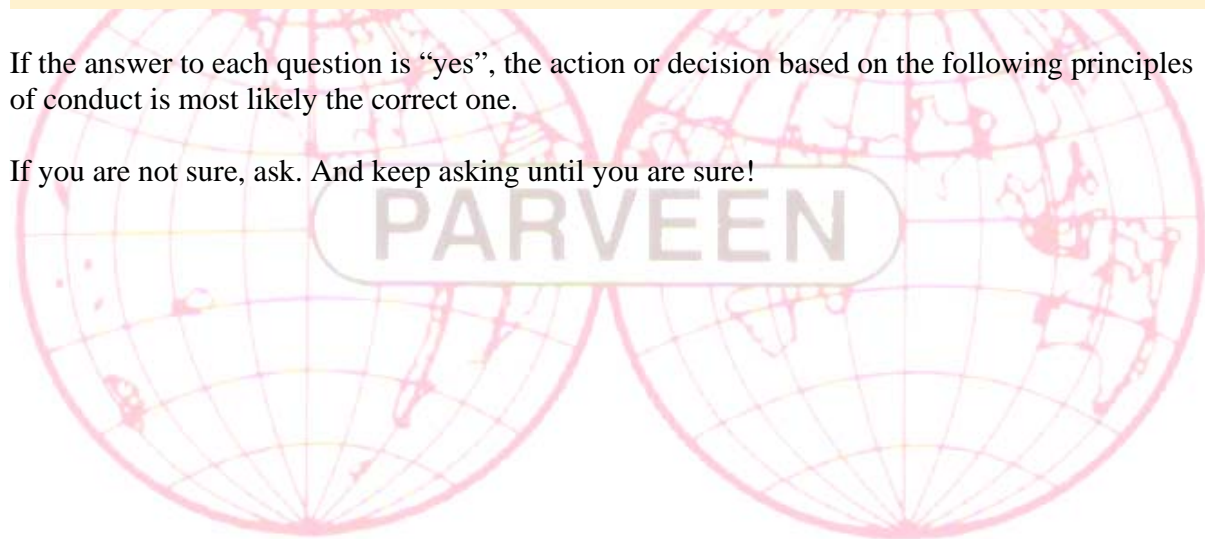 If the answer to each question is “yes”, the action or decision based on the following principles
of conduct is most likely the correct one.
If you are not sure, ask. And keep asking until you are sure!
PARVEEN